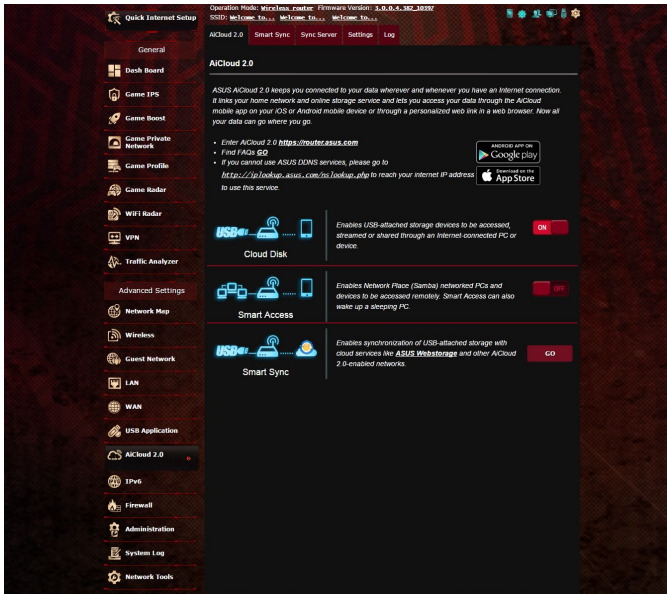 Quick Internet Setup
Operation Mode: Wireless router Firmware Version: 3.0.0.4.382_10397
SSID: Welcome to... Welcome to... Welcome to...
AiCloud 2.0 Smart Sync Sync Server Settings Log
General
Dash Board
Game IPS
Game Boost
Game Private
Network
Game Profile
Game Radar
WiFi Radar
VPN
Traffic Analyzer
Advanced Settings
Network Map
Wireless
Guest Network
LAN
WAN
USB Application
AiCloud 2.0
IPv6
Firewall
Administration
System Log
Network Tools
AiCloud 2.0
ASUS AiCloud 2.0 keeps you connected to your data wherever and whenever you have an Internet connection.
It links your home network and online storage service and lets you access your data through the AiCloud
mobile app on your iOS or Android mobile device or through a personalized web link in a web browser. Now all
your data can go where you go.
• Enter AiCloud 2.0 https://router.asus.com
• Find FAQs GO
• If you cannot use ASUS DDNS services, please go to
http://iplookup.asus.com/nslookup.php to reach your internet IP address
to use this service.
ANDROID APP ON
Google play
Download on the
App Store
USB
Cloud Disk
Enables USB-attached storage devices to be accessed,
streamed or shared through an Internet-connected PC or
device.
ON
Smart Access
Enables Network Place (Samba) networked PCs and
devices to be accessed remotely. Smart Access can also
wake up a sleeping PC.
OFF
USB
Smart Sync
Enables synchronization of USB-attached storage with
cloud services like ASUS Webstorage and other AiCloud
2.0-enabled networks.
GO